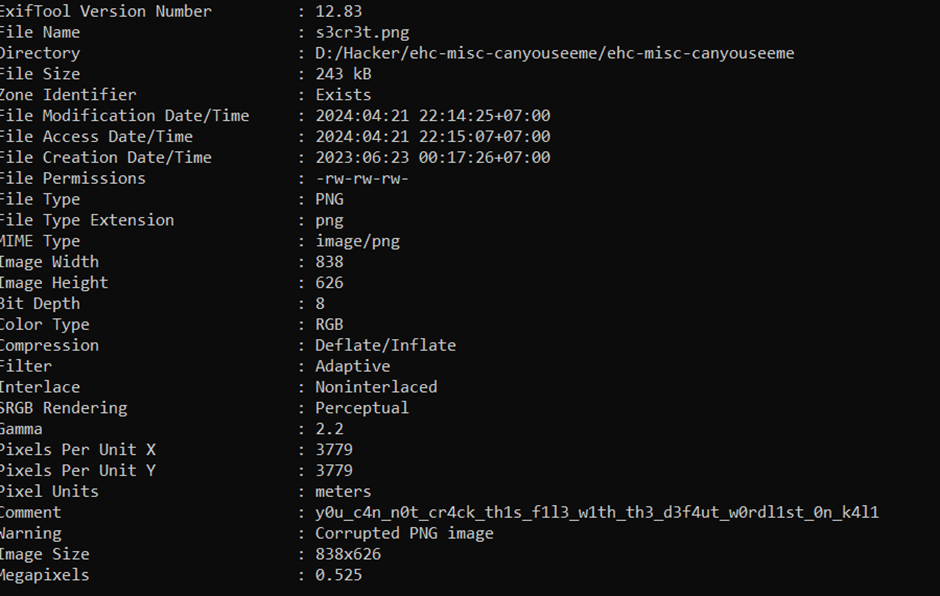 ExifTool Version Number : 12.83
File Name : s3cr3t.png
Directory : D:/Hacker/ehc-misc-canyouseeme/ehc-misc-canyouseeme
File Size : 243 kB
Zone Identifier : Exists
File Modification Date/Time : 2024:04:21 22:14:25+07:00
File Access Date/Time : 2024:04:21 22:15:07+07:00
File Creation Date/Time : 2023:06:23 00:17:26+07:00
File Permissions : -rw-rw-rw-
File Type : PNG
File Type Extension : png
MIME Type : image/png
Image Width : 838
Image Height : 626
Bit Depth : 8
Color Type : RGB
Compression : Deflate/Inflate
Filter : Adaptive
Interlace : Noninterlaced
SRGB Rendering : Perceptual
Gamma : 2.2
Pixels Per Unit X : 3779
Pixels Per Unit Y : 3779
Pixel Units : meters
Comment : y0u_c4n_n0t_cr4ck_th1s_f1l3_w1th_th3_d3f4ut_w0rdl1st_0n_k4l1
Warning : Corrupted PNG image
Image Size : 838x626
Megapixels : 0.525